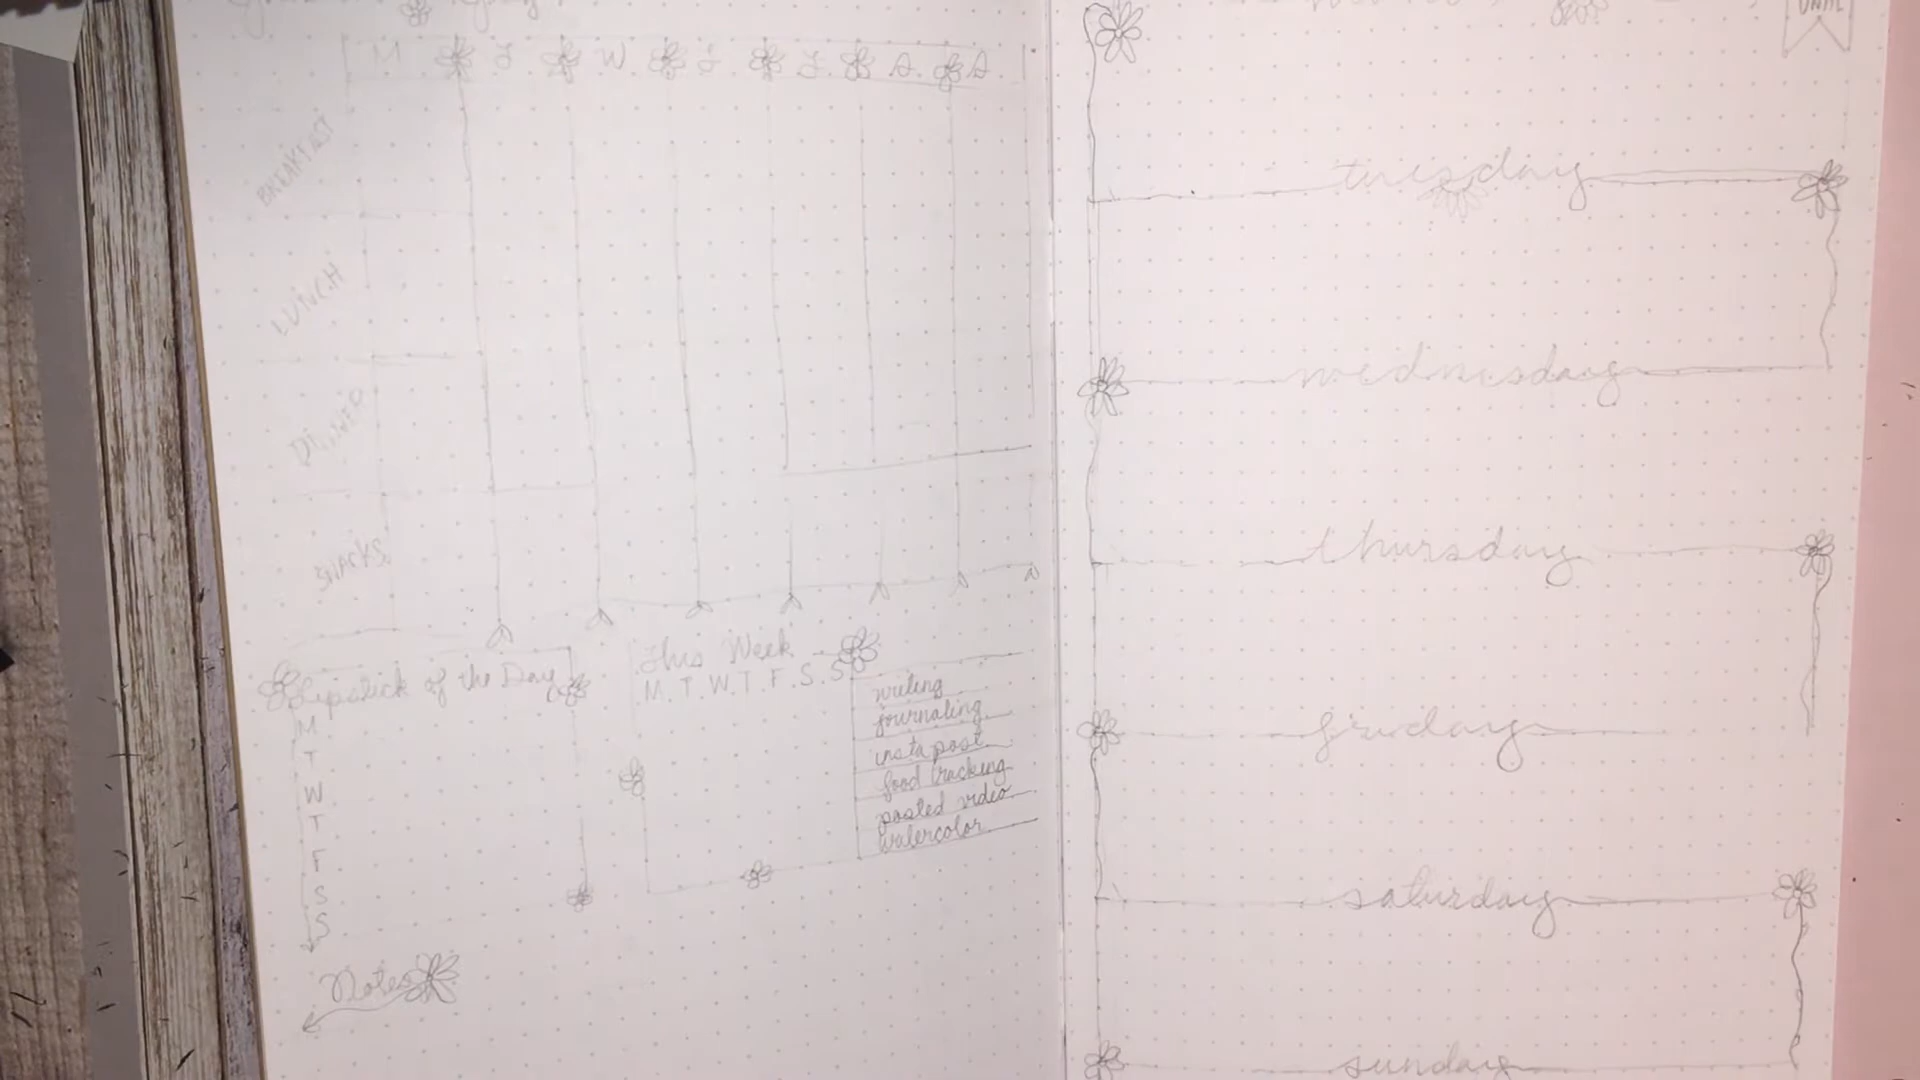 M T W T F S S
BREAKFAST
LUNCH
DINNER
SNACKS
Lipstick of the Day
M
T
W
T
F
S
S
This Week
M.T.W.T.F.S.S
writing
journaling
insta post
food tracking
posted video
watercolor
Notes
tuesday
wednesday
thursday
friday
saturday
sunday